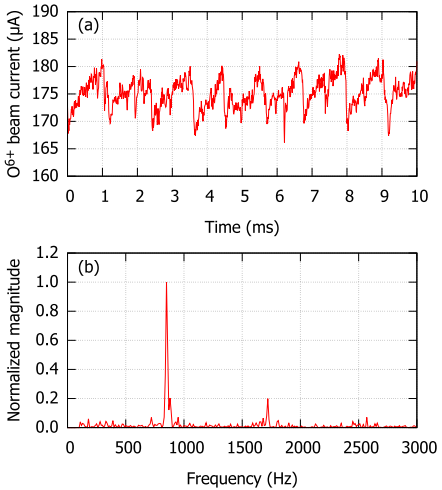 190
185
180
175
170
165
160
O6+ beam current (μA)
(a)
0 1 2 3 4 5 6 7 8 9 10
Time (ms)
1.2
1.0
0.8
0.6
0.4
0.2
0.0
Normalized magnitude
(b)
0 500 1000 1500 2000 2500 3000
Frequency (Hz)